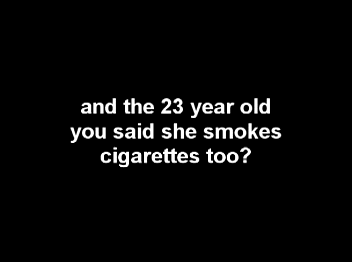 and the 23 year old
you said she smokes
cigarettes too?